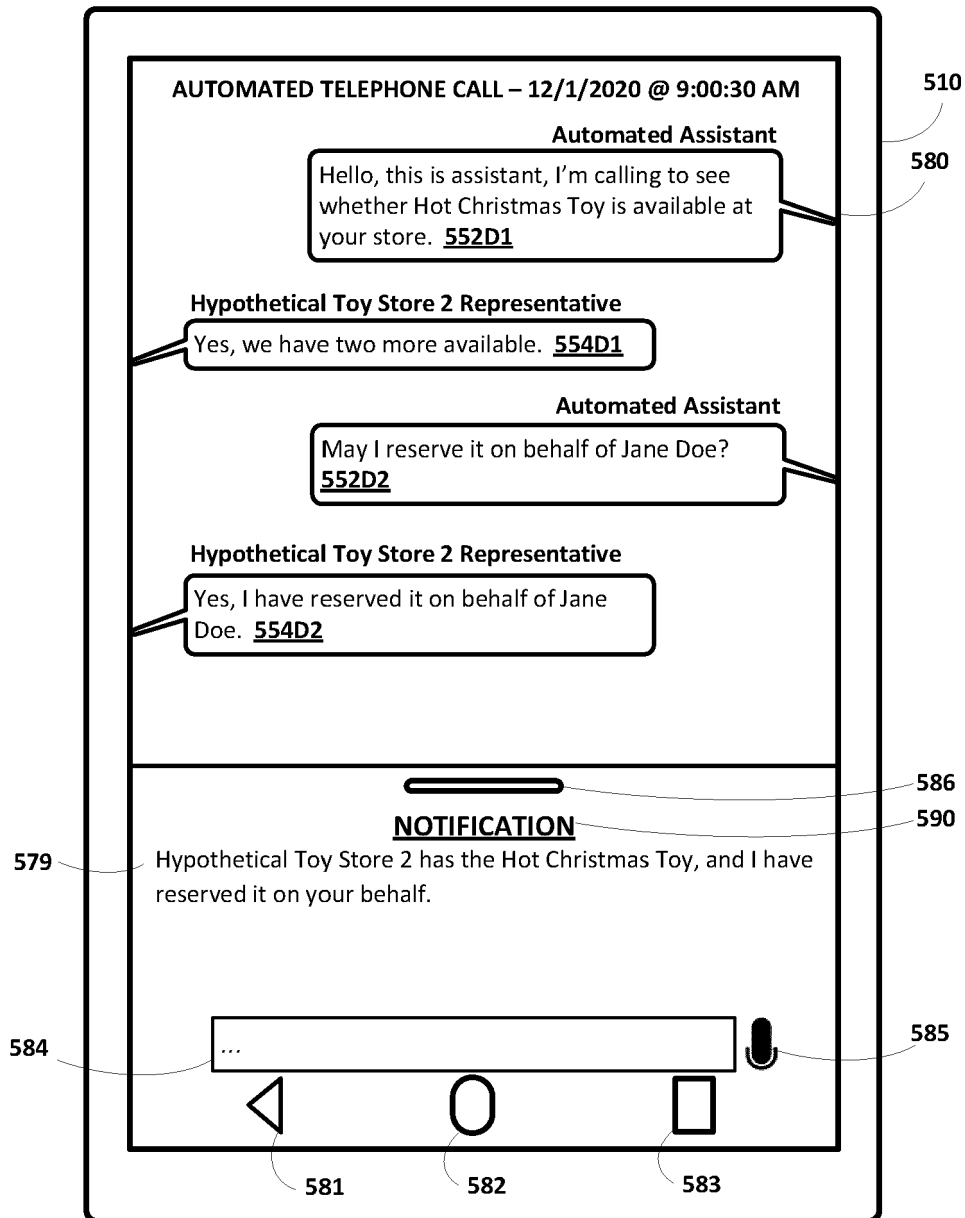 AUTOMATED TELEPHONE CALL – 12/1/2020 @ 9:00:30 AM
510
Automated Assistant
580
Hello, this is assistant, I'm calling to see
whether Hot Christmas Toy is available at
your store. 552D1
Hypothetical Toy Store 2 Representative
Yes, we have two more available. 554D1
Automated Assistant
May I reserve it on behalf of Jane Doe?
552D2
Hypothetical Toy Store 2 Representative
Yes, I have reserved it on behalf of Jane
Doe. 554D2
586
NOTIFICATION
590
579
Hypothetical Toy Store 2 has the Hot Christmas Toy, and I have
reserved it on your behalf.
584
...
585
581
582
583